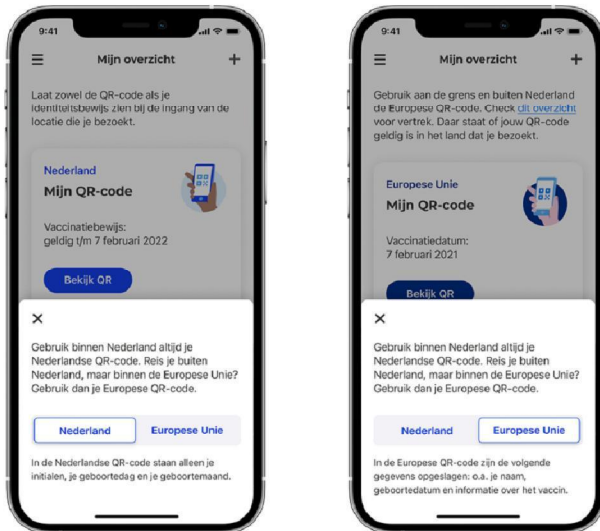 9:41
Mijn overzicht
Laat zowel de QR-code als je
identiteitsbewijs zien bij de ingang van de
locatie die je bezoekt.
Nederland
Mijn QR-code
Vaccinatiebewijs:
geldig t/m 7 februari 2022
Bekijk QR
Gebruik binnen Nederland altijd je
Nederlandse QR-code. Reis je buiten
Nederland, maar binnen de Europese Unie?
Gebruik dan je Europese QR-code.
Nederland Europese Unie
In de Nederlandse QR-code staan alleen je
initialen, je geboortedag en je geboortemaand.
9:41
Mijn overzicht
Gebruik aan de grens en buiten Nederland
de Europese QR-code. Check dit overzicht
voor vertrek. Daar staat of jouw QR-code
geldig is in het land dat je bezoekt.
Europese Unie
Mijn QR-code
Vaccinatiedatum:
7 februari 2021
Bekijk QR
Gebruik binnen Nederland altijd je
Nederlandse QR-code. Reis je buiten
Nederland, maar binnen de Europese Unie?
Gebruik dan je Europese QR-code.
Nederland Europese Unie
In de Europese QR-code zijn de volgende
gegevens opgeslagen: o.a. je naam,
geboortedatum en informatie over het vaccin.